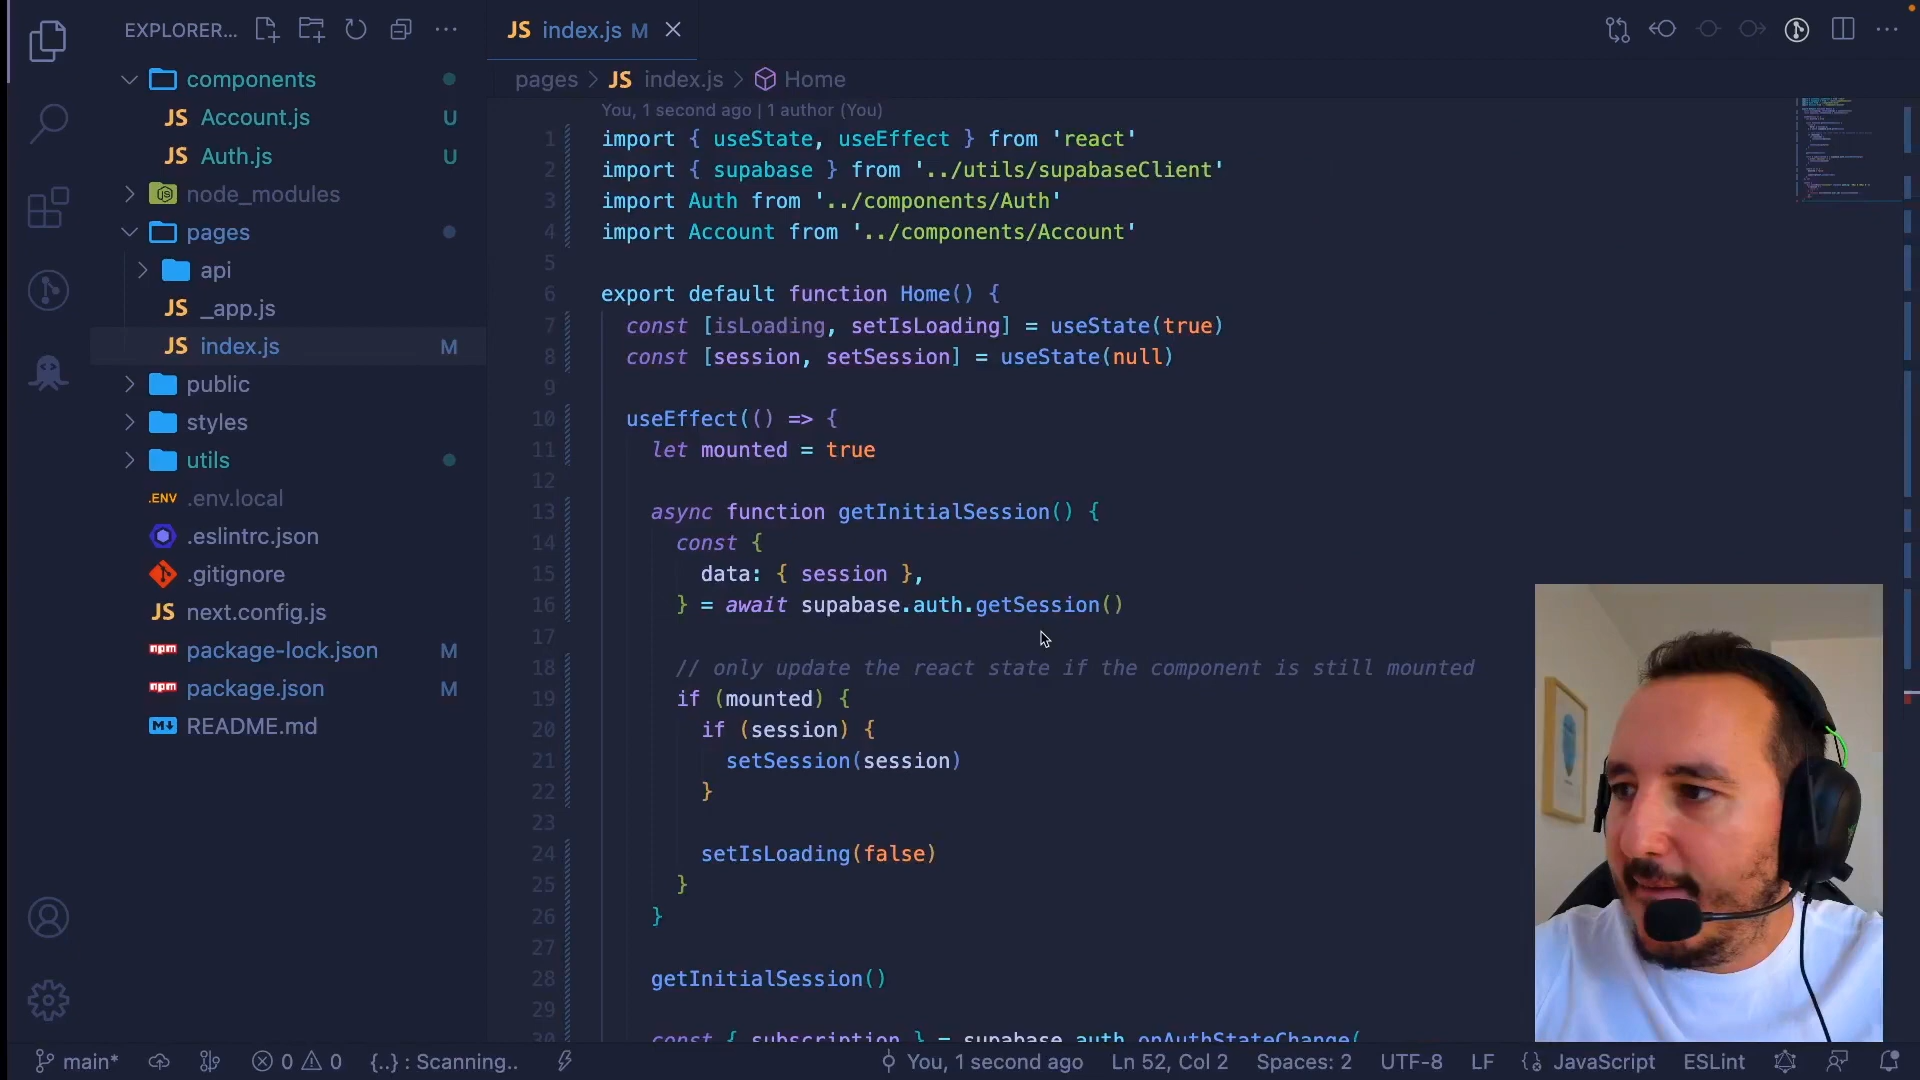 EXPLORER...
components
JS Account.js U
JS Auth.js U
node_modules
pages
api
JS _app.js
JS index.js M
public
styles
utils
.ENV .env.local
.eslintrc.json
.gitignore
JS next.config.js
npm package-lock.json M
npm package.json M
README.md
JS index.js M
pages > JS index.js > Home
You, 1 second ago | 1 author (You)
1 import { useState, useEffect } from 'react'
2 import { supabase } from '../utils/supabaseClient'
3 import Auth from '../components/Auth'
4 import Account from '../components/Account'
5
6 export default function Home() {
7 const [isLoading, setIsLoading] = useState(true)
8 const [session, setSession] = useState(null)
9
10 useEffect(() => {
11 let mounted = true
12
13 async function getInitialSession() {
14 const {
15 data: { session },
16 } = await supabase.auth.getSession()
17
18 // only update the react state if the component is still mounted
19 if (mounted) {
20 if (session) {
21 setSession(session)
22 }
23
24 setIsLoading(false)
25 }
26 }
27
28 getInitialSession()
29
30 const { subscription } = supabase.auth.onAuthStateChange(
main* 0 0 {..} : Scanning.. You, 1 second ago Ln 52, Col 2 Spaces: 2 UTF-8 LF {} JavaScript ESLint